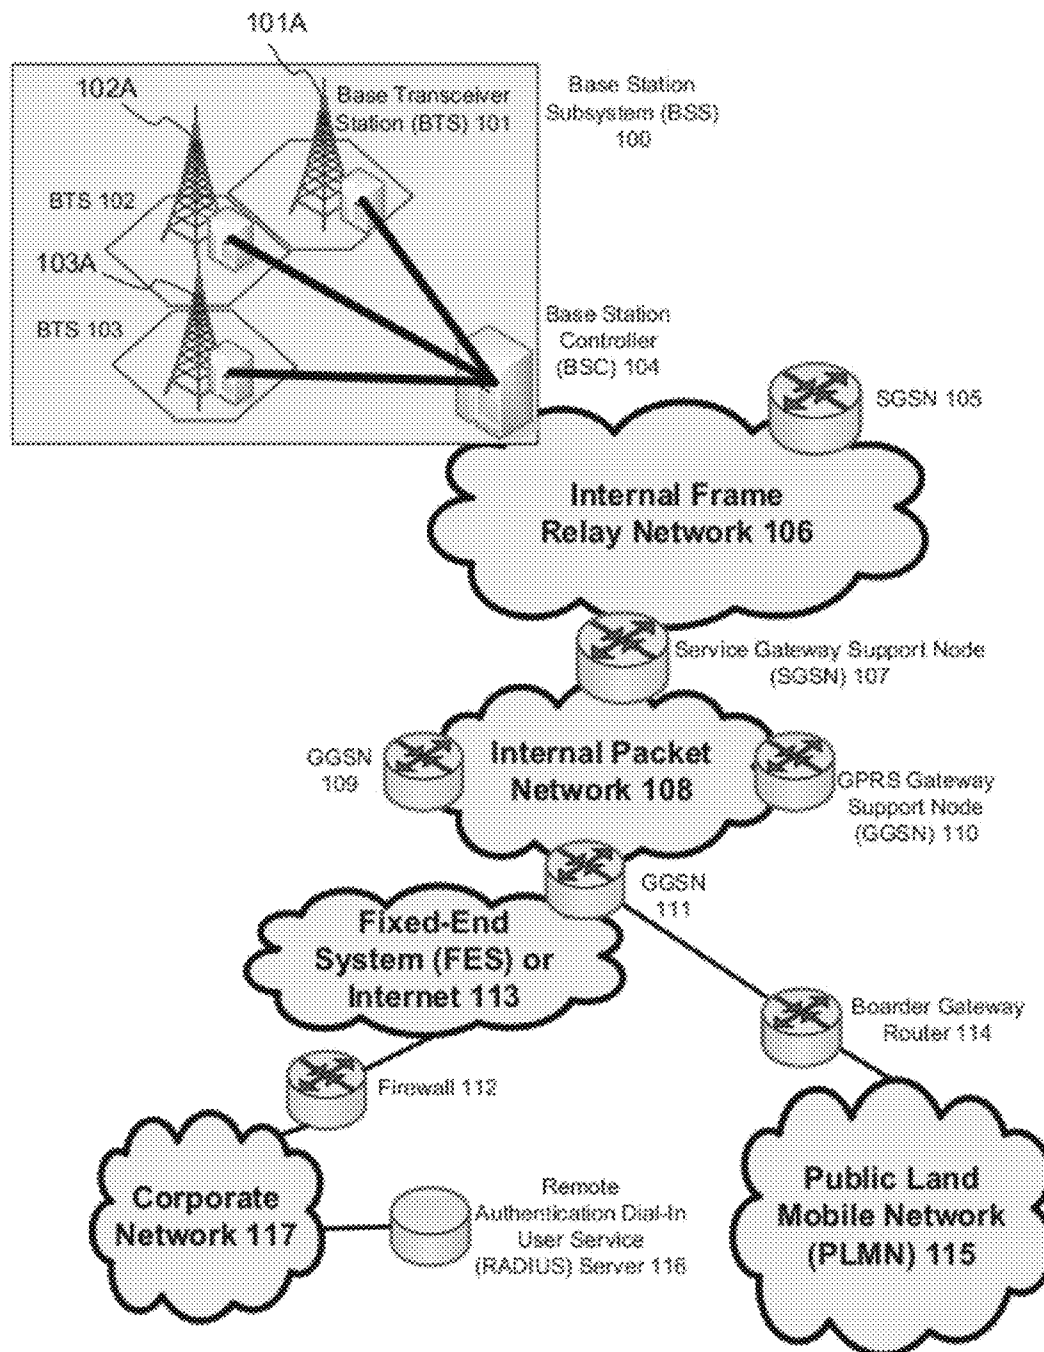 101A
102A
Base Transceiver
Station (BTS) 101
Base Station
Subsystem (BSS)
100
BTS 102
103A
BTS 103
Base Station
Controller
(BSC) 104
SGSN 105
Internal Frame
Relay Network 106
Service Gateway Support Node
(SGSN) 107
GGSN
109
Internal Packet
Network 108
GPRS Gateway
Support Node
(GGSN) 110
GGSN
111
Fixed-End
System (FES) or
Internet 113
Boarder Gateway
Router 114
Firewall 112
Corporate
Network 117
Remote
Authentication Dial-In
User Service
(RADIUS) Server 116
Public Land
Mobile Network
(PLMN) 115